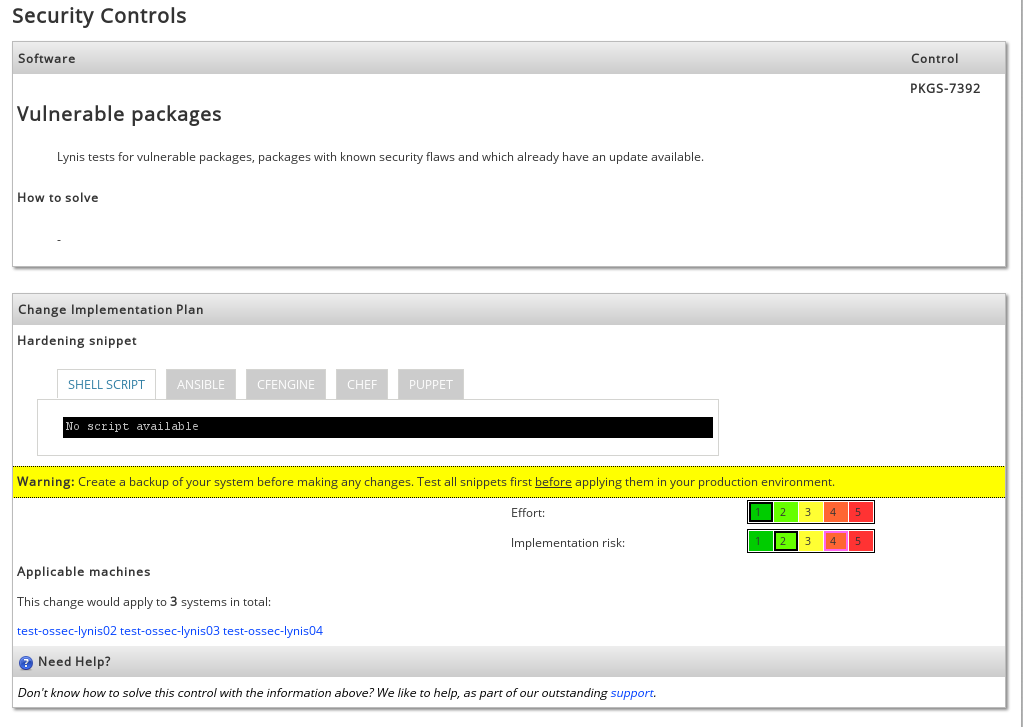 Security Controls
Software Control
PKGS-7392
Vulnerable packages
Lynis tests for vulnerable packages, packages with known security flaws and which already have an update available.
How to solve
-
Change Implementation Plan
Hardening snippet
SHELL SCRIPT ANSIBLE CFENGINE CHEF PUPPET
No script available
Warning: Create a backup of your system before making any changes. Test all snippets first before applying them in your production environment.
Effort: 1 2 3 4 5
Implementation risk: 1 2 3 4 5
Applicable machines
This change would apply to 3 systems in total:
test-ossec-lynis02 test-ossec-lynis03 test-ossec-lynis04
? Need Help?
Don't know how to solve this control with the information above? We like to help, as part of our outstanding support.